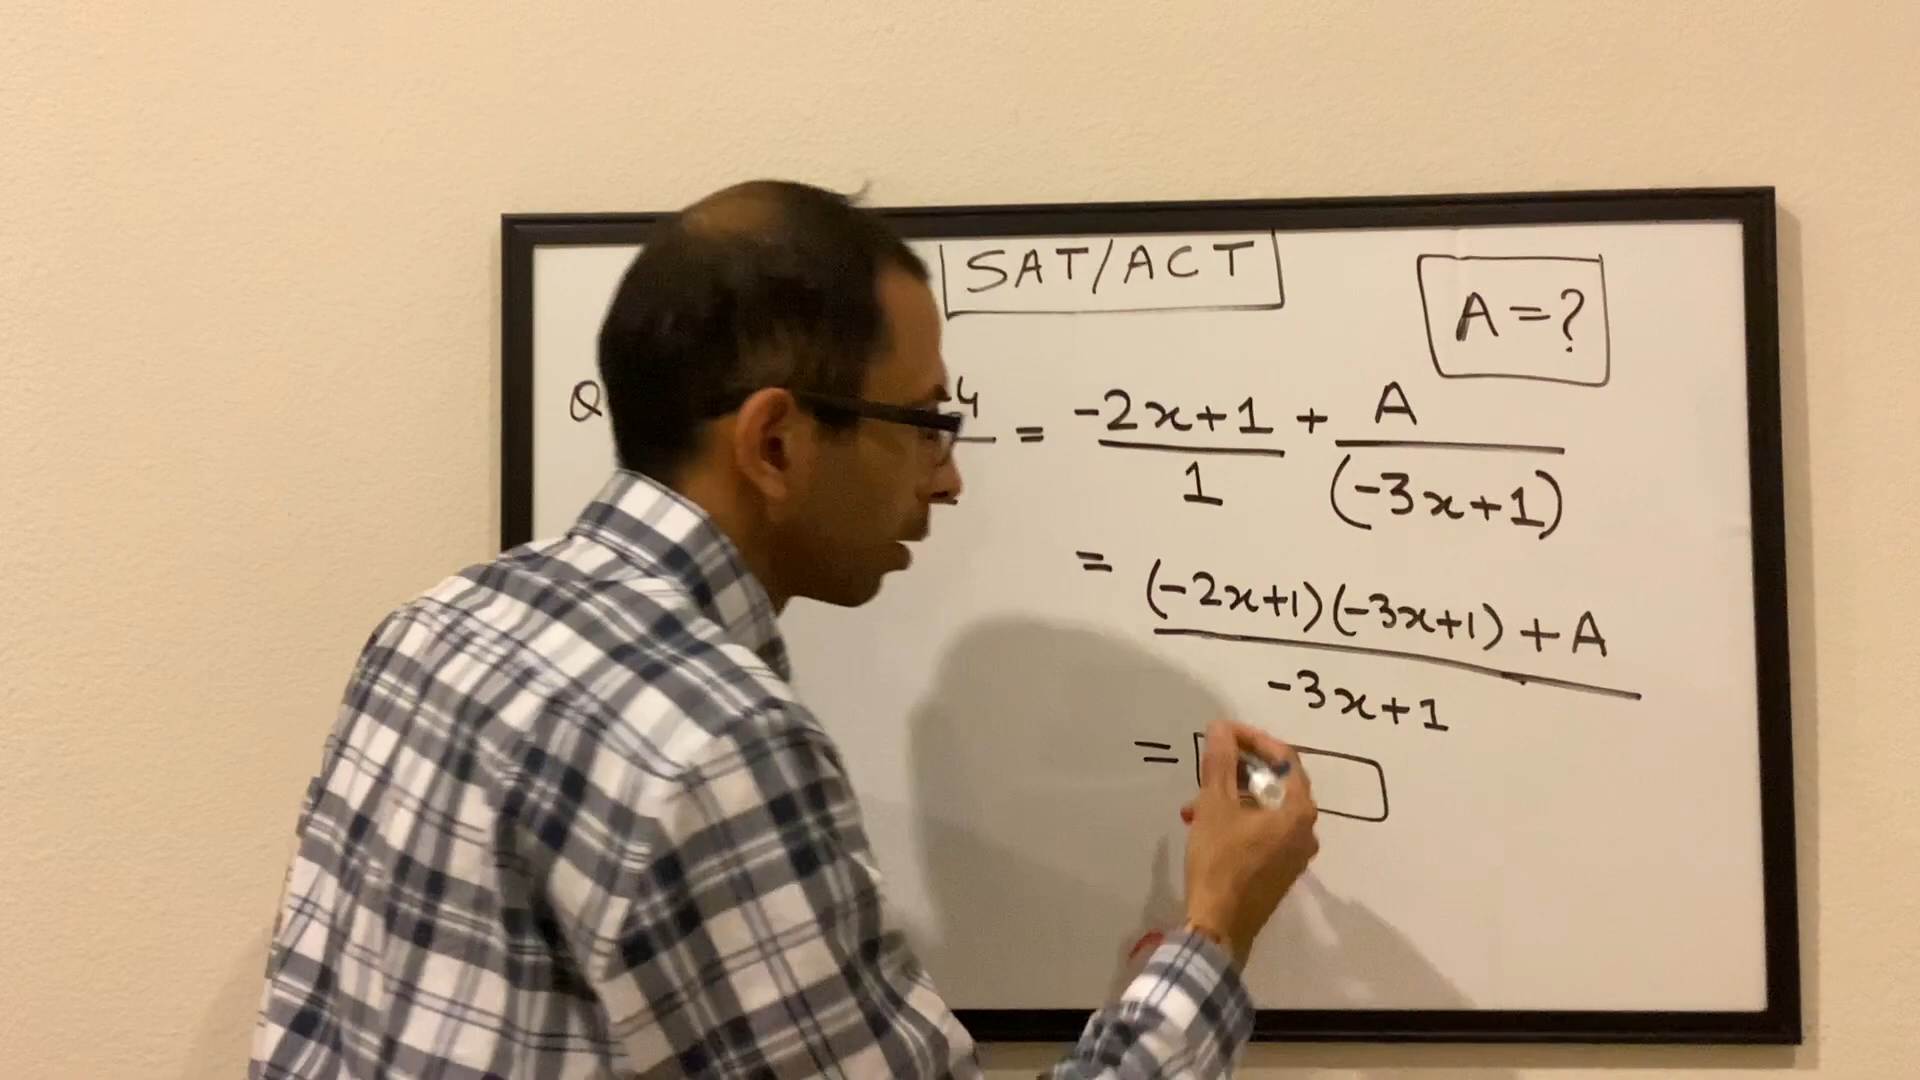 SAT/ACT
A=?
Q -4 = -2x+1 + A
1 (-3x+1)
= (-2x+1)(-3x+1) + A
-3x+1
=